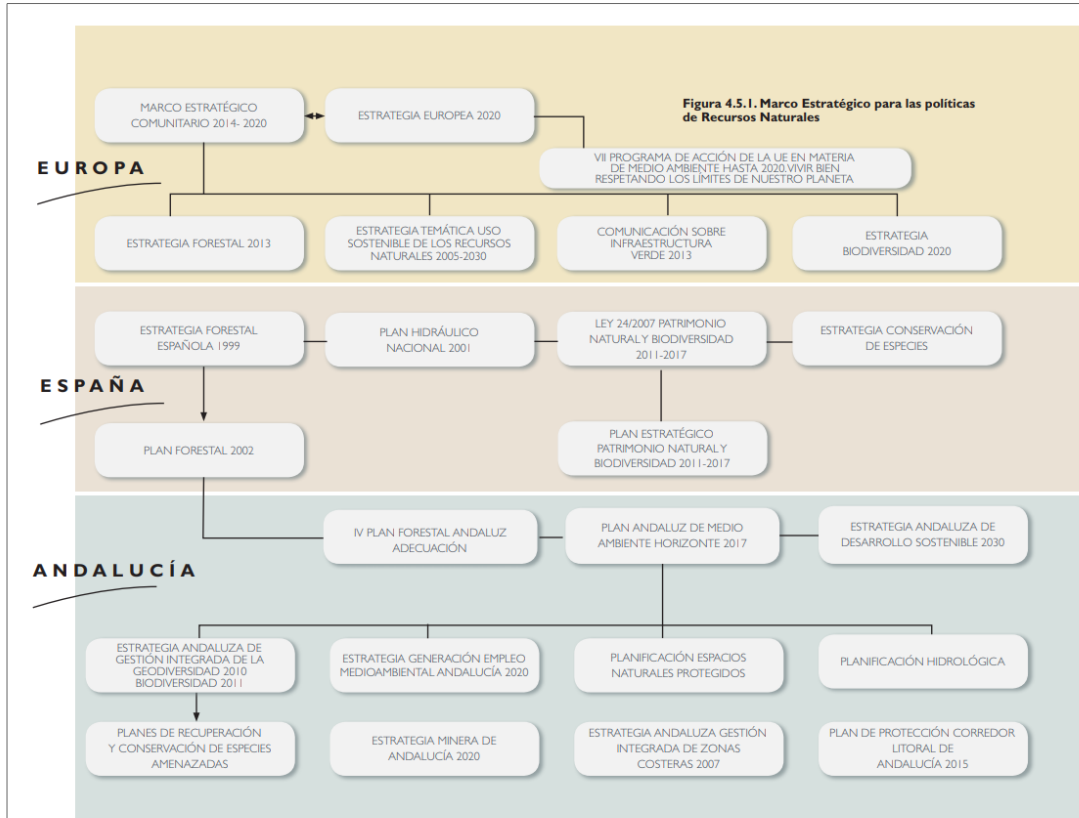 MARCO ESTRATÉGICO
COMUNITARIO 2014- 2020
ESTRATEGIA EUROPEA 2020
Figura 4.5.1. Marco Estratégico para las políticas
de Recursos Naturales
EUROPA
VII PROGRAMA DE ACCIÓN DE LA UE EN MATERIA
DE MEDIO AMBIENTE HASTA 2020. VIVIR BIEN
RESPETANDO LOS LÍMITES DE NUESTRO PLANETA
ESTRATEGIA FORESTAL 2013
ESTRATEGIA TEMÁTICA USO
SOSTENIBLE DE LOS RECURSOS
NATURALES 2005-2030
COMUNICACIÓN SOBRE
INFRAESTRUCTURA
VERDE 2013
ESTRATEGIA
BIODIVERSIDAD 2020
ESTRATEGIA FORESTAL
ESPAÑOLA 1999
PLAN HIDRÁULICO
NACIONAL 2001
LEY 24/2007 PATRIMONIO
NATURAL Y BIODIVERSIDAD
2011-2017
ESTRATEGIA CONSERVACIÓN
DE ESPECIES
ESPAÑA
PLAN FORESTAL 2002
PLAN ESTRATÉGICO
PATRIMONIO NATURAL Y
BIODIVERSIDAD 2011-2017
IV PLAN FORESTAL ANDALUZ
ADECUACIÓN
PLAN ANDALUZ DE MEDIO
AMBIENTE HORIZONTE 2017
ESTRATEGIA ANDALUZA DE
DESARROLLO SOSTENIBLE 2030
ANDALUCÍA
ESTRATEGIA ANDALUZA DE
GESTIÓN INTEGRADA DE LA
GEODIVERSIDAD 2010
BIODIVERSIDAD 2011
ESTRATEGIA GENERACIÓN EMPLEO
MEDIOAMBIENTAL ANDALUCÍA 2020
PLANIFICACIÓN ESPACIOS
NATURALES PROTEGIDOS
PLANIFICACIÓN HIDROLÓGICA
PLANES DE RECUPERACIÓN
Y CONSERVACIÓN DE ESPECIES
AMENAZADAS
ESTRATEGIA MINERA DE
ANDALUCÍA 2020
ESTRATEGIA ANDALUZA GESTIÓN
INTEGRADA DE ZONAS
COSTERAS 2007
PLAN DE PROTECCIÓN CORREDOR
LITORAL DE
ANDALUCÍA 2015